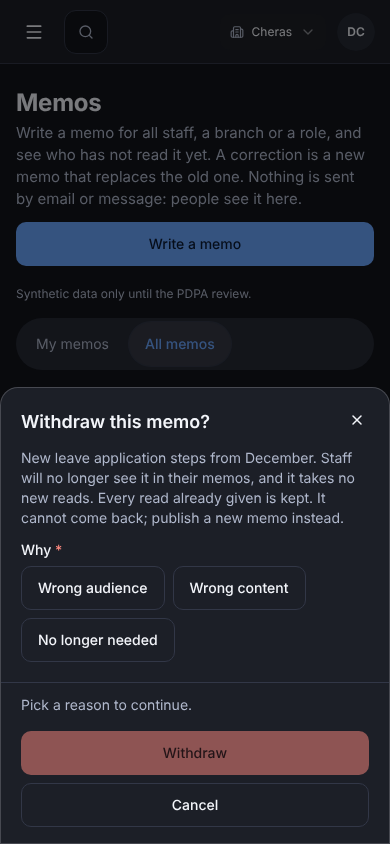 Cheras
DC
Memos
Write a memo for all staff, a branch or a role, and
see who has not read it yet. A correction is a new
memo that replaces the old one. Nothing is sent
by email or message: people see it here.
Write a memo
Synthetic data only until the PDPA review.
My memos
All memos
Withdraw this memo?
New leave application steps from December. Staff
will no longer see it in their memos, and it takes no
new reads. Every read already given is kept. It
cannot come back; publish a new memo instead.
Why *
Wrong audience
Wrong content
No longer needed
Pick a reason to continue.
Withdraw
Cancel